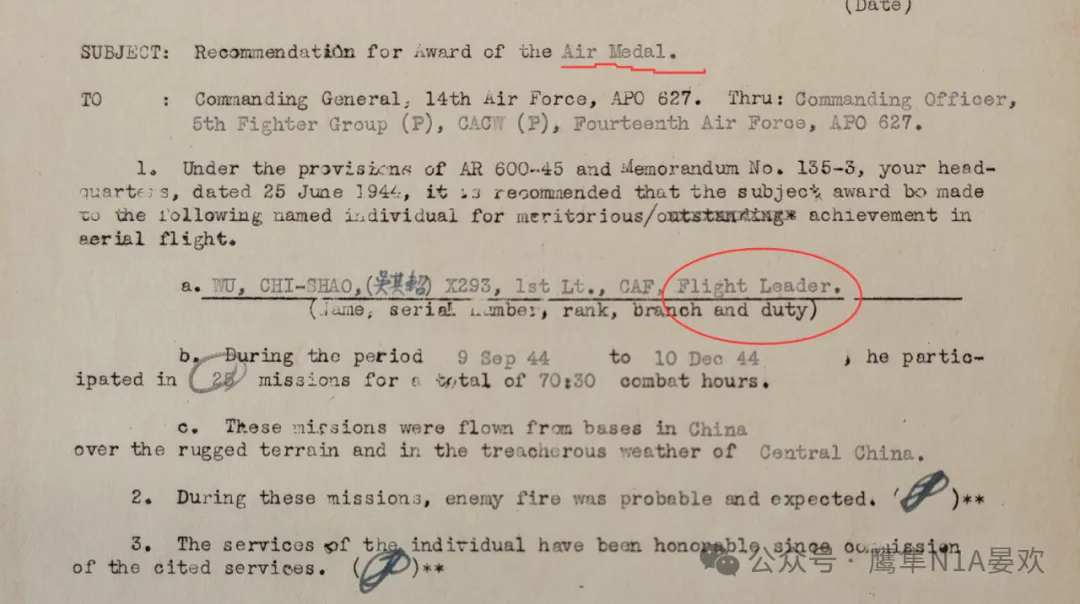 (Date)
SUBJECT: Recommendation for Award of the Air Medal.
TO : Commanding General, 14th Air Force, APO 627. Thru: Commanding Officer,
5th Fighter Group (P), CACW (P), Fourteenth Air Force, APO 627.
1. Under the provisions of AR 600-45 and Memorandum No. 135-3, your head-
quarters, dated 25 June 1944, it is recommended that the subject award be made
to the following named individual for meritorious/outstanding* achievement in
aerial flight.
a. WU, CHI-SHAO,(吳其軺) X293, 1st Lt., CAF, Flight Leader.
(Name, serial number, rank, branch and duty)
b. During the period 9 Sep 44 to 10 Dec 44 , he partic-
ipated in 25 missions for a total of 70:30 combat hours.
c. These missions were flown from bases in China
over the rugged terrain and in the treacherous weather of Central China.
2. During these missions, enemy fire was probable and expected. ( )**
3. The services of the individual have been honorable since commission
of the cited services. ( )**
公众号 · 鹰隼N1A晏欢